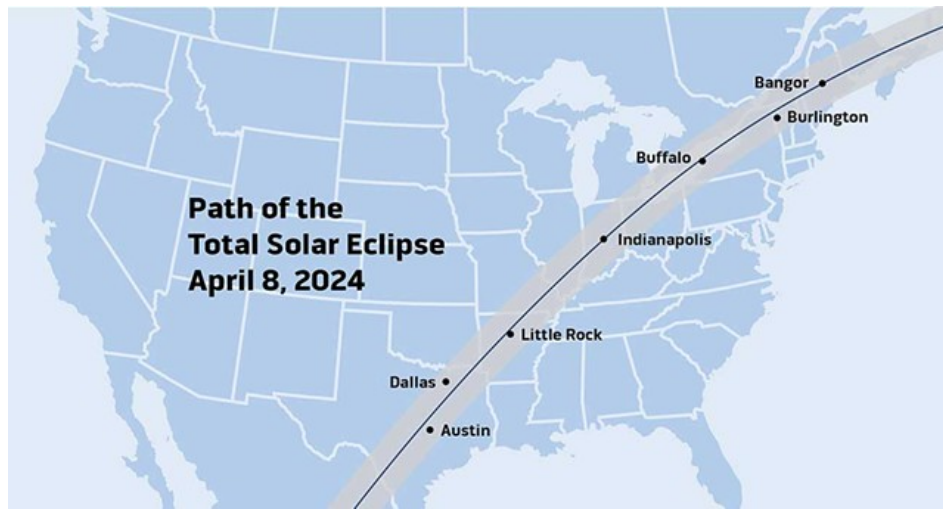 Bangor
Burlington
Buffalo
Path of the
Total Solar Eclipse
April 8, 2024
Indianapolis
Little Rock
Dallas
Austin